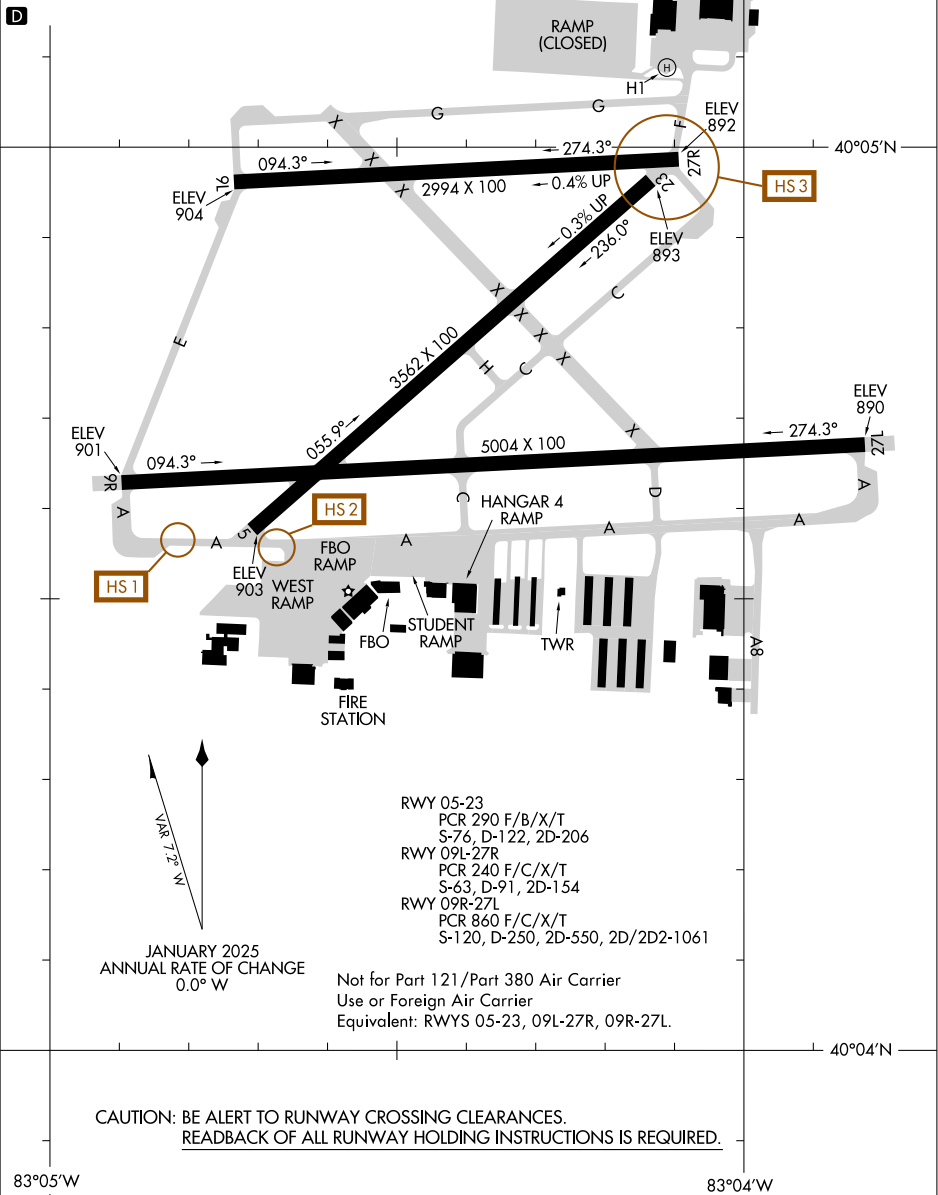 D
RAMP
(CLOSED)
H
H1
G
G
F
ELEV
892
X
40°05'N
094.3°
274.3°
27R
X
HS 3
9L
2994 X 100
0.4% UP
X
23
ELEV
904
0.3% UP
236.0°
ELEV
893
C
X
X
X
X
E
3562 X 100
H
C
ELEV
890
ELEV
901
055.9°
X
274.3°
27L
094.3°
5004 X 100
9R
A
C
D
A
HANGAR 4
RAMP
HS 2
A
A
5
A
A
FBO
RAMP
HS 1
ELEV
903
WEST
RAMP
STUDENT
RAMP
FBO
TWR
A8
FIRE
STATION
VAR 7.2° W
RWY 05-23
PCR 290 F/B/X/T
S-76, D-122, 2D-206
RWY 09L-27R
PCR 240 F/C/X/T
S-63, D-91, 2D-154
RWY 09R-27L
PCR 860 F/C/X/T
S-120, D-250, 2D-550, 2D/2D2-1061
JANUARY 2025
ANNUAL RATE OF CHANGE
0.0° W
Not for Part 121/Part 380 Air Carrier
Use or Foreign Air Carrier
Equivalent: RWYS 05-23, 09L-27R, 09R-27L.
40°04'N
CAUTION: BE ALERT TO RUNWAY CROSSING CLEARANCES.
READBACK OF ALL RUNWAY HOLDING INSTRUCTIONS IS REQUIRED.
83°05'W
83°04'W